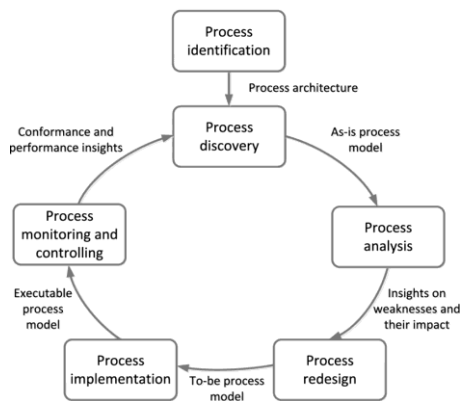 Process
identification
Process architecture
Process
discovery
Conformance and
performance insights
As-is process
model
Process
monitoring and
controlling
Process
analysis
Executable
process
model
Insights on
weaknesses and
their impact
Process
implementation
To-be process
model
Process
redesign